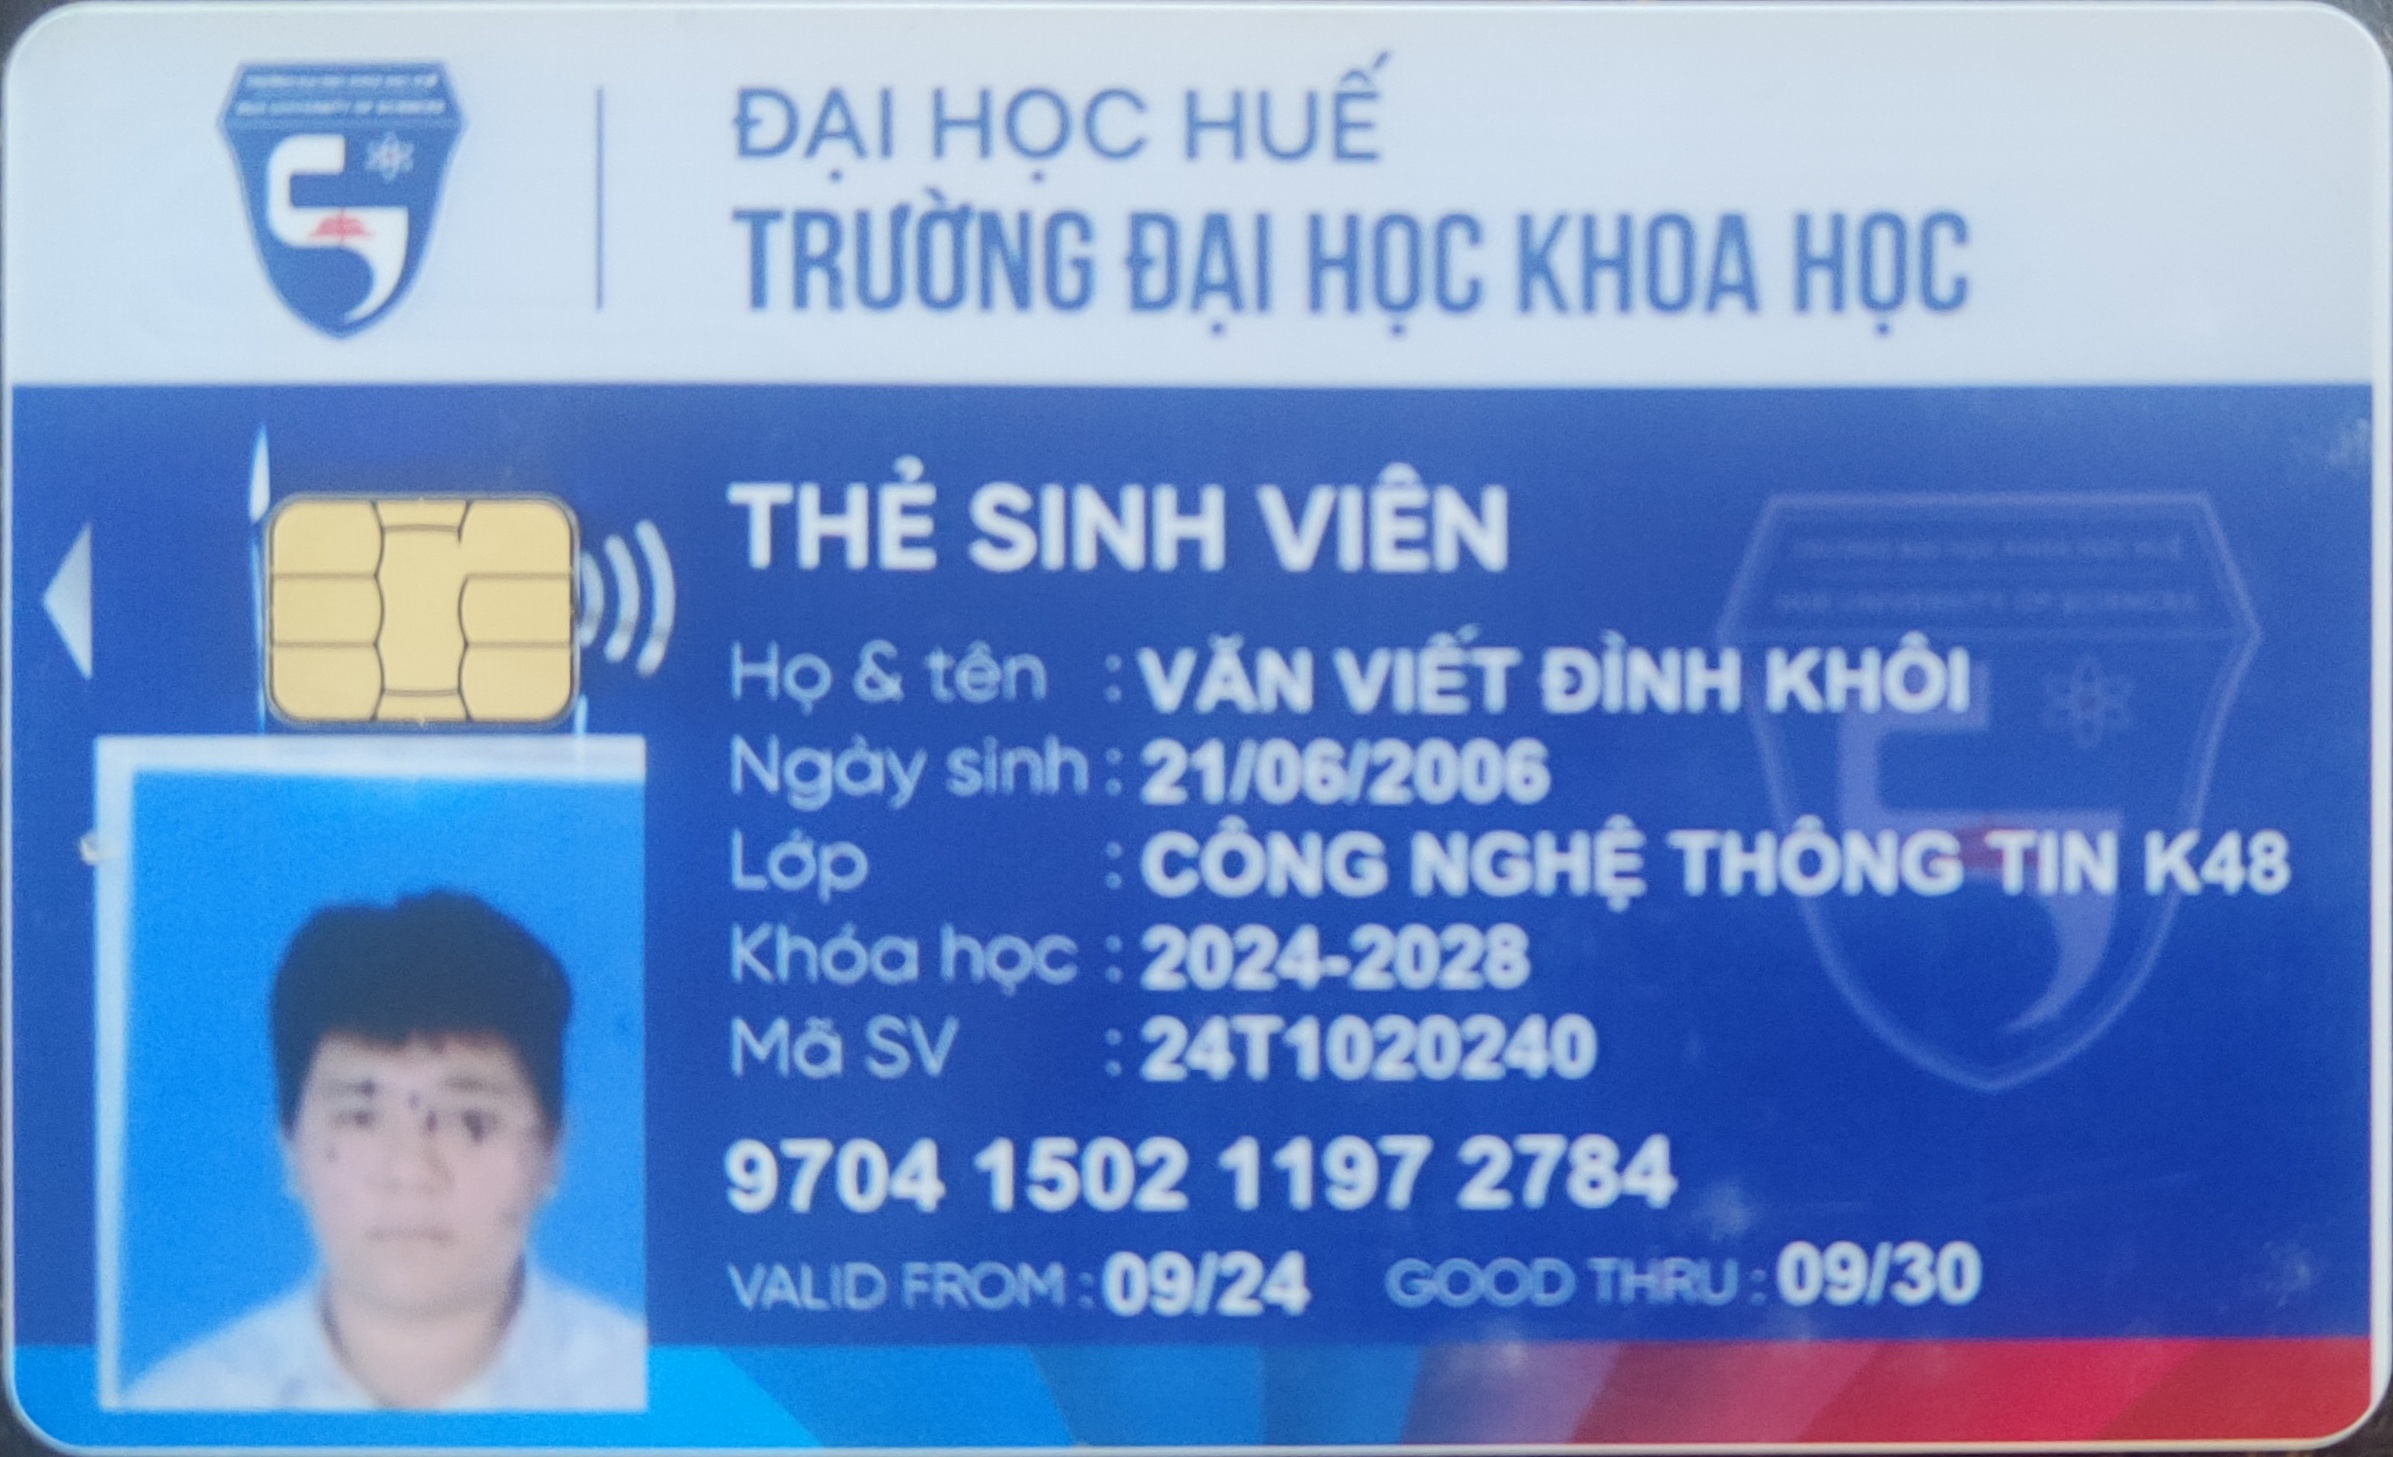 ĐẠI HỌC HUẾ
TRƯỜNG ĐẠI HỌC KHOA HỌC
THẺ SINH VIÊN
Họ & tên : VĂN VIẾT ĐÌNH KHÔI
Ngày sinh : 21/06/2006
Lớp : CÔNG NGHỆ THÔNG TIN K48
Khóa học : 2024-2028
Mã SV : 24T1020240
9704 1502 1197 2784
VALID FROM : 09/24 GOOD THRU : 09/30